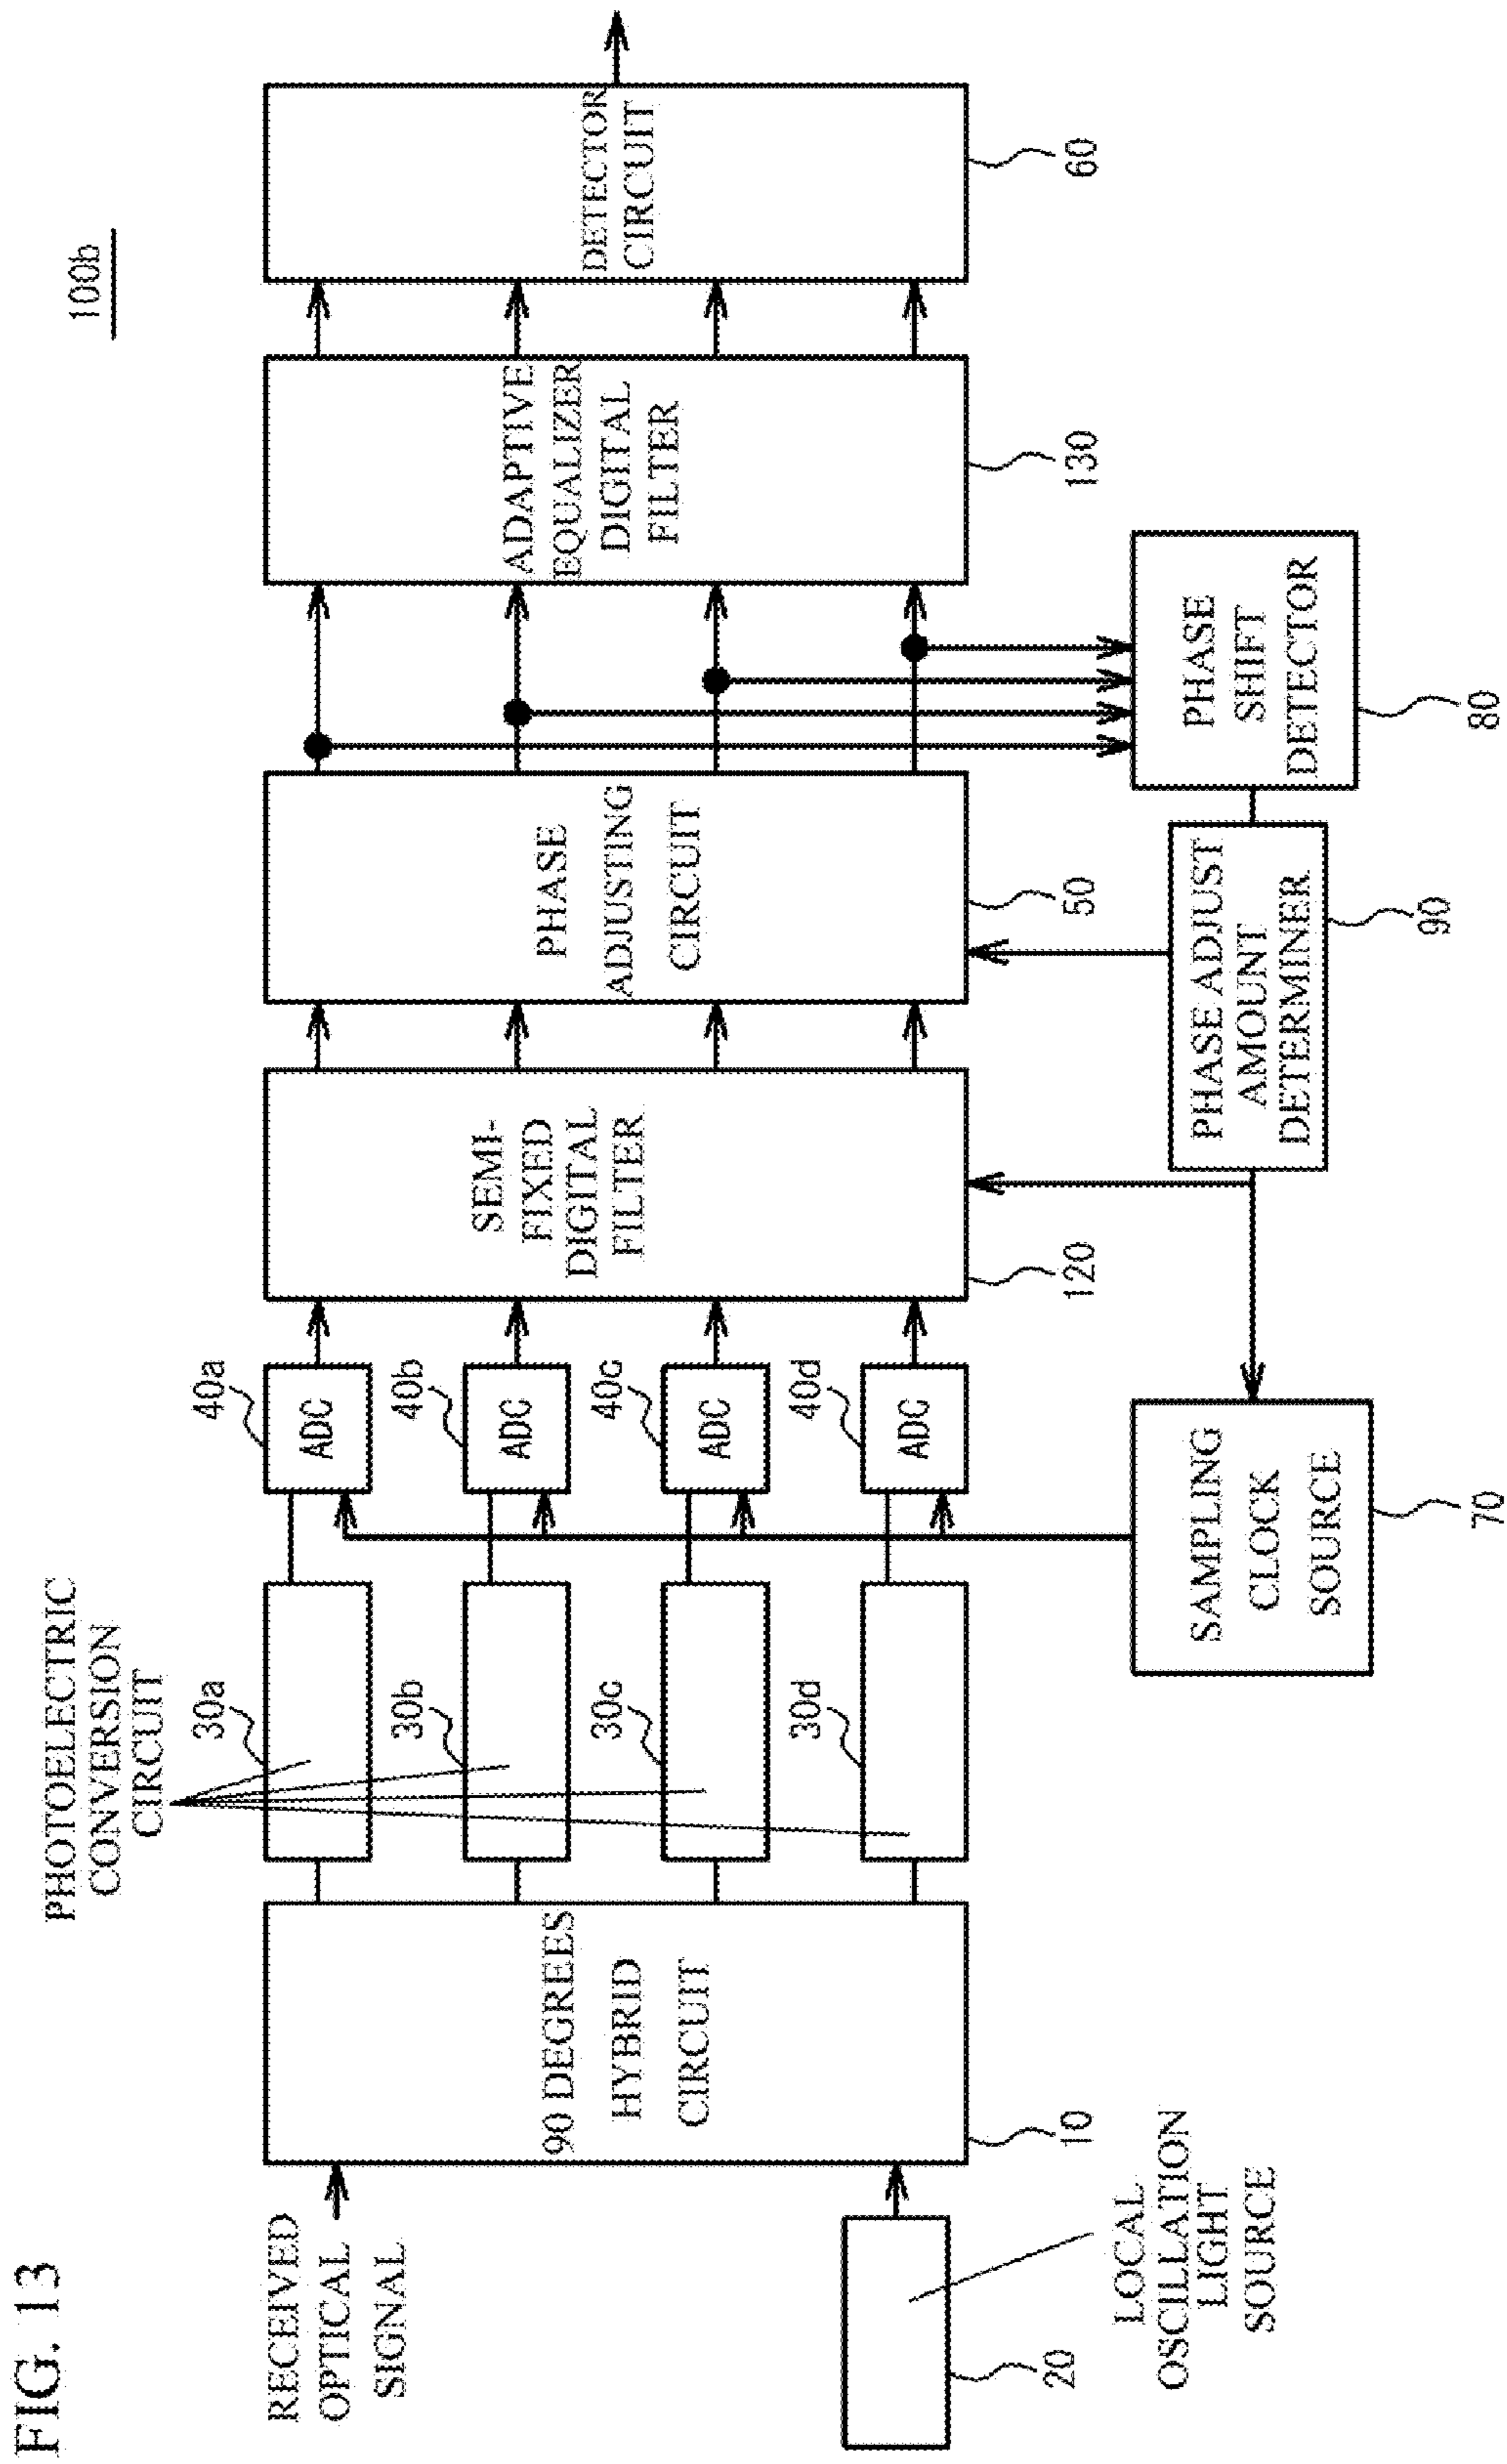 FIG. 13
100b
PHOTOELECTRIC
CONVERSION
CIRCUIT
RECEIVED
OPTICAL
SIGNAL
20
LOCAL
OSCILLATION
LIGHT
SOURCE
90 DEGREES
HYBRID
CIRCUIT
10
30a
30b
30c
30d
40a
ADC
40b
ADC
40c
ADC
40d
ADC
SAMPLING
CLOCK
SOURCE
70
SEMI-
FIXED
DIGITAL
FILTER
120
PHASE
ADJUSTING
CIRCUIT
50
PHASE ADJUST
AMOUNT
DETERMINER
90
PHASE
SHIFT
DETECTOR
80
ADAPTIVE
EQUALIZER
DIGITAL
FILTER
130
DETECTOR
CIRCUIT
60